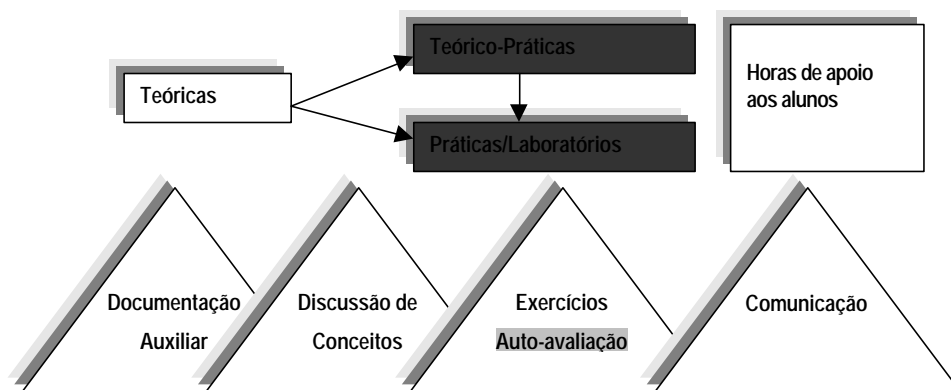 Teórico-Práticas
Teóricas
Práticas/Laboratórios
Horas de apoio
aos alunos
Documentação
Auxiliar
Discussão de
Conceitos
Exercícios
Auto-avaliação
Comunicação